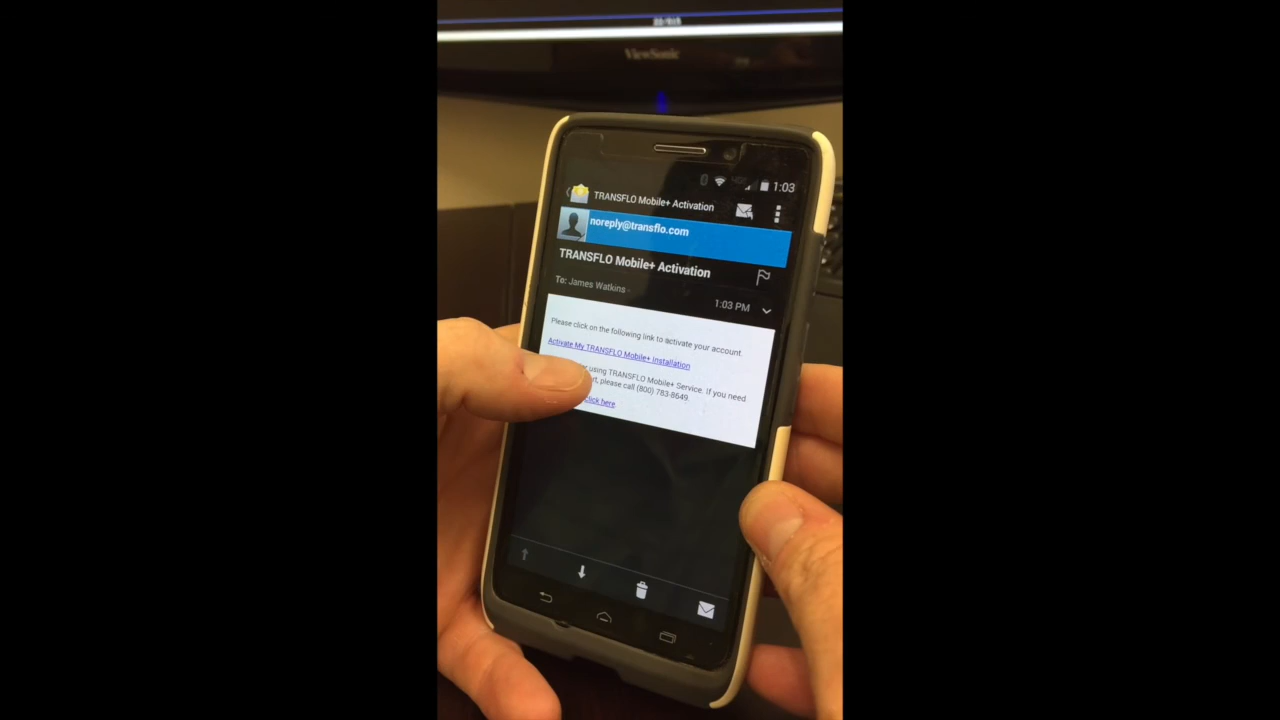 ViewSonic
1:03
TRANSFLO Mobile+ Activation
noreply@transflo.com
TRANSFLO Mobile+ Activation
To: James Watkins
1:03 PM
Please click on the following link to activate your account.
Activate My TRANSFLO Mobile+ Installation
using TRANSFLO Mobile+ Service. If you need
please call (800) 783-8649.
click here.